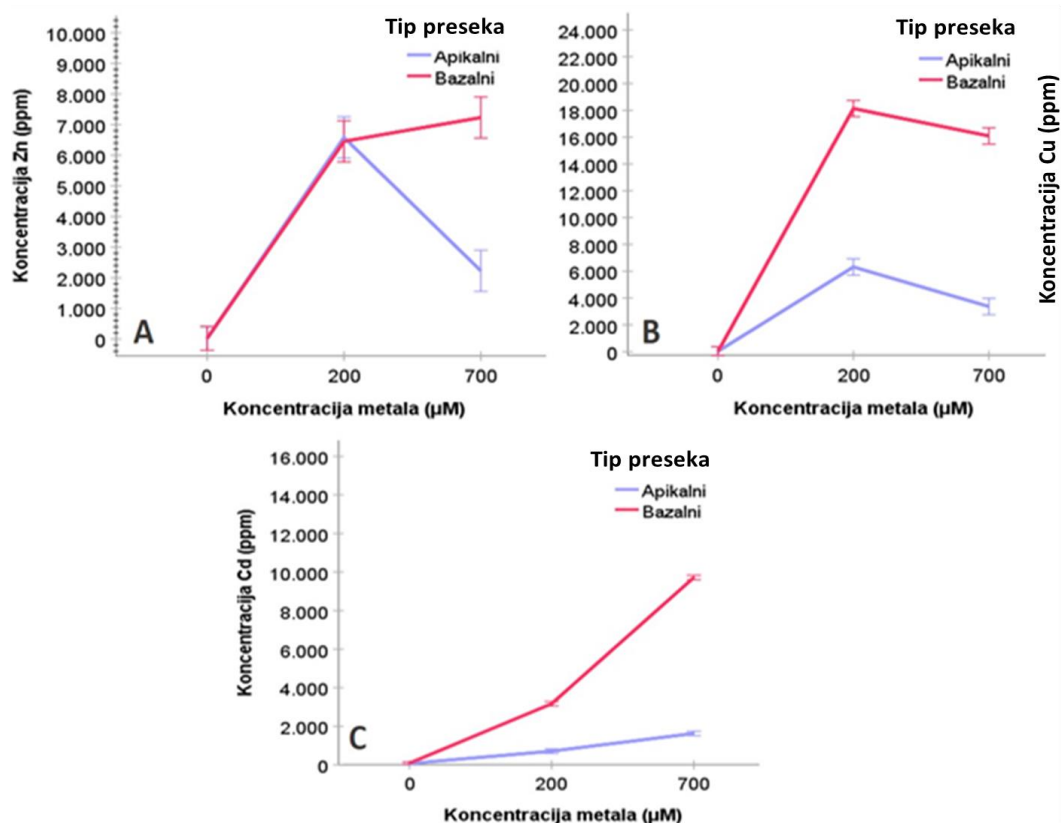 Tip preseka
Apikalni
Bazalni
Koncentracija Zn (ppm)
10.000
9.000
8.000
7.000
6.000
5.000
4.000
3.000
2.000
1.000
0
A
0 200 700
Koncentracija metala (µM)
Tip preseka
Apikalni
Bazalni
Koncentracija Cu (ppm)
24.000
22.000
20.000
18.000
16.000
14.000
12.000
10.000
8.000
6.000
4.000
2.000
0
B
0 200 700
Koncentracija metala (µM)
Tip preseka
Apikalni
Bazalni
Koncentracija Cd (ppm)
16.000
14.000
12.000
10.000
8.000
6.000
4.000
2.000
0
C
0 200 700
Koncentracija metala (µM)